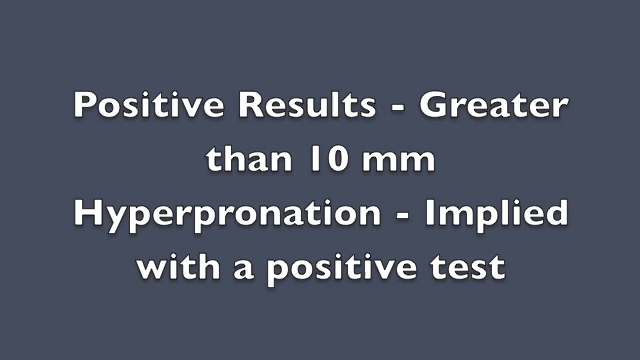 Positive Results - Greater
than 10 mm
Hyperpronation - Implied
with a positive test